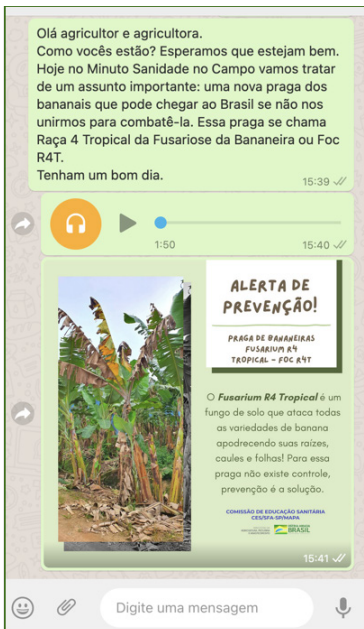 Olá agricultor e agricultora.
Como vocês estão? Esperamos que estejam bem.
Hoje no Minuto Sanidade no Campo vamos tratar
de um assunto importante: uma nova praga dos
bananais que pode chegar ao Brasil se não nos
unirmos para combatê-la. Essa praga se chama
Raça 4 Tropical da Fusariose da Bananeira ou Foc
R4T.
Tenham um bom dia.
15:39
1:50
15:40
ALERTA DE
PREVENÇÃO!
PRAGA DE BANANEIRAS
FUSARIUM R4
TROPICAL - FOC R4T
O Fusarium R4 Tropical é um
fungo de solo que ataca todas
as variedades de banana
apodrecendo suas raízes,
caules e folhas! Para essa
praga não existe controle,
prevenção é a solução.
COMISSÃO DE EDUCAÇÃO SANITÁRIA
CES/SFA-SP/MAPA
BRASIL
15:41
Digite uma mensagem